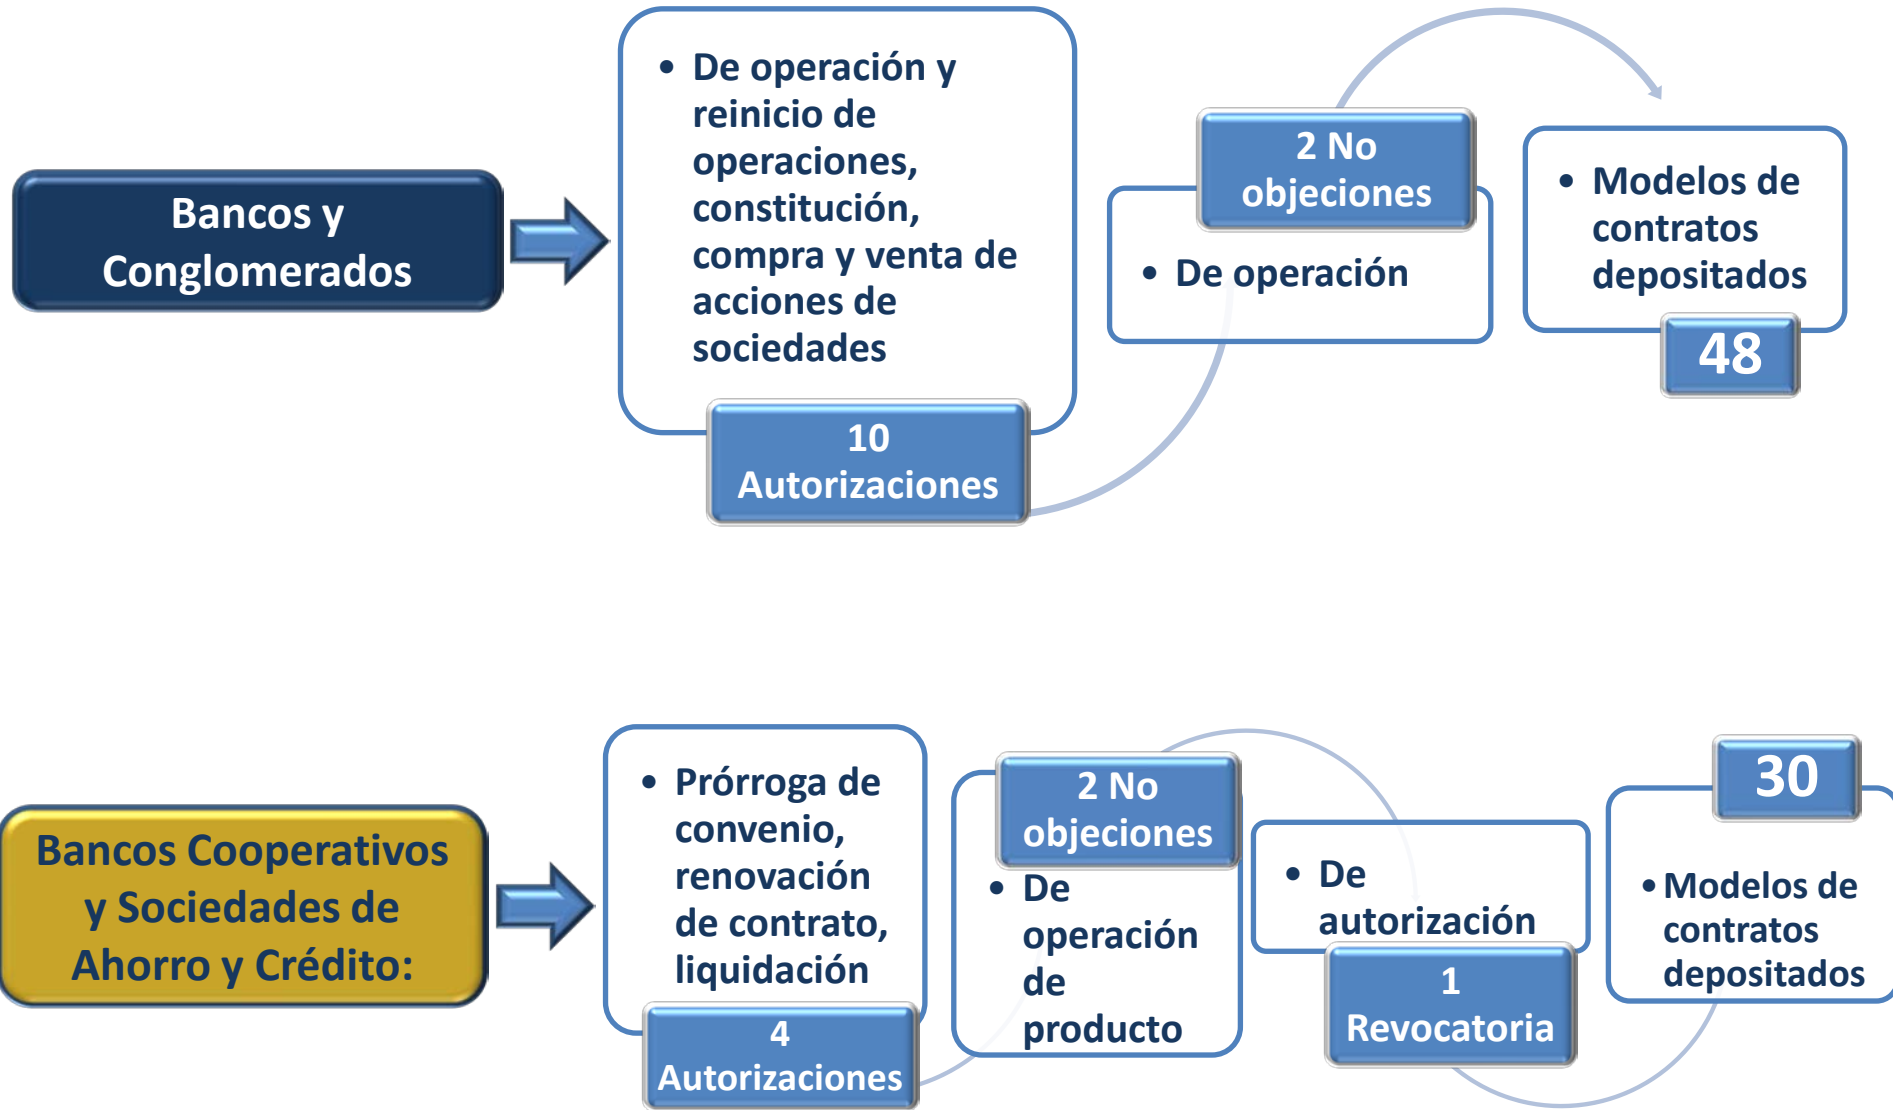 Bancos y
Conglomerados
• De operación y
reinicio de
operaciones,
constitución,
compra y venta de
acciones de
sociedades
10
Autorizaciones
2 No
objeciones
• De operación
• Modelos de
contratos
depositados
48
Bancos Cooperativos
y Sociedades de
Ahorro y Crédito:
• Prórroga de
convenio,
renovación
de contrato,
liquidación
4
Autorizaciones
2 No
objeciones
• De
operación
de
producto
• De
autorización
1
Revocatoria
30
• Modelos de
contratos
depositados